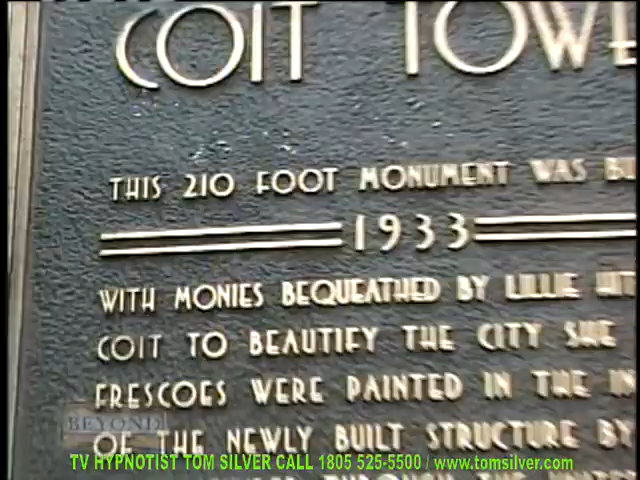 COIT TOWE
THIS 210 FOOT MONUMENT WAS BU
1933
WITH MONIES BEQUEATHED BY LILLIE HIT
COIT TO BEAUTIFY THE CITY SHE
FRESCOES WERE PAINTED IN THE IN
BEYOND
OF THE NEWLY BUILT STRUCTURE BY
TV HYPNOTIST TOM SILVER CALL 1805 525-5500 / www.tomsilver.com